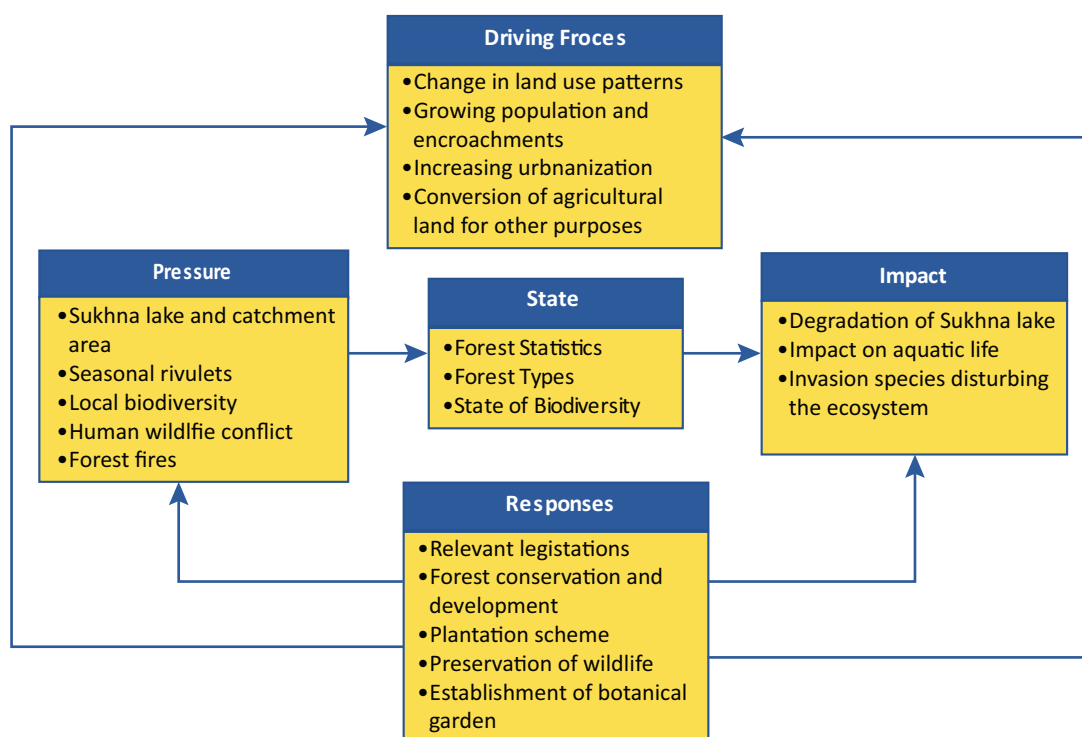 Driving Froces
•Change in land use patterns
•Growing population and
encroachments
•Increasing urbnanization
•Conversion of agricultural
land for other purposes
Pressure
•Sukhna lake and catchment
area
•Seasonal rivulets
•Local biodiversity
•Human wildlfie conflict
•Forest fires
State
•Forest Statistics
•Forest Types
•State of Biodiversity
Impact
•Degradation of Sukhna lake
•Impact on aquatic life
•Invasion species disturbing
the ecosystem
Responses
•Relevant legistations
•Forest conservation and
development
•Plantation scheme
•Preservation of wildlife
•Establishment of botanical
garden